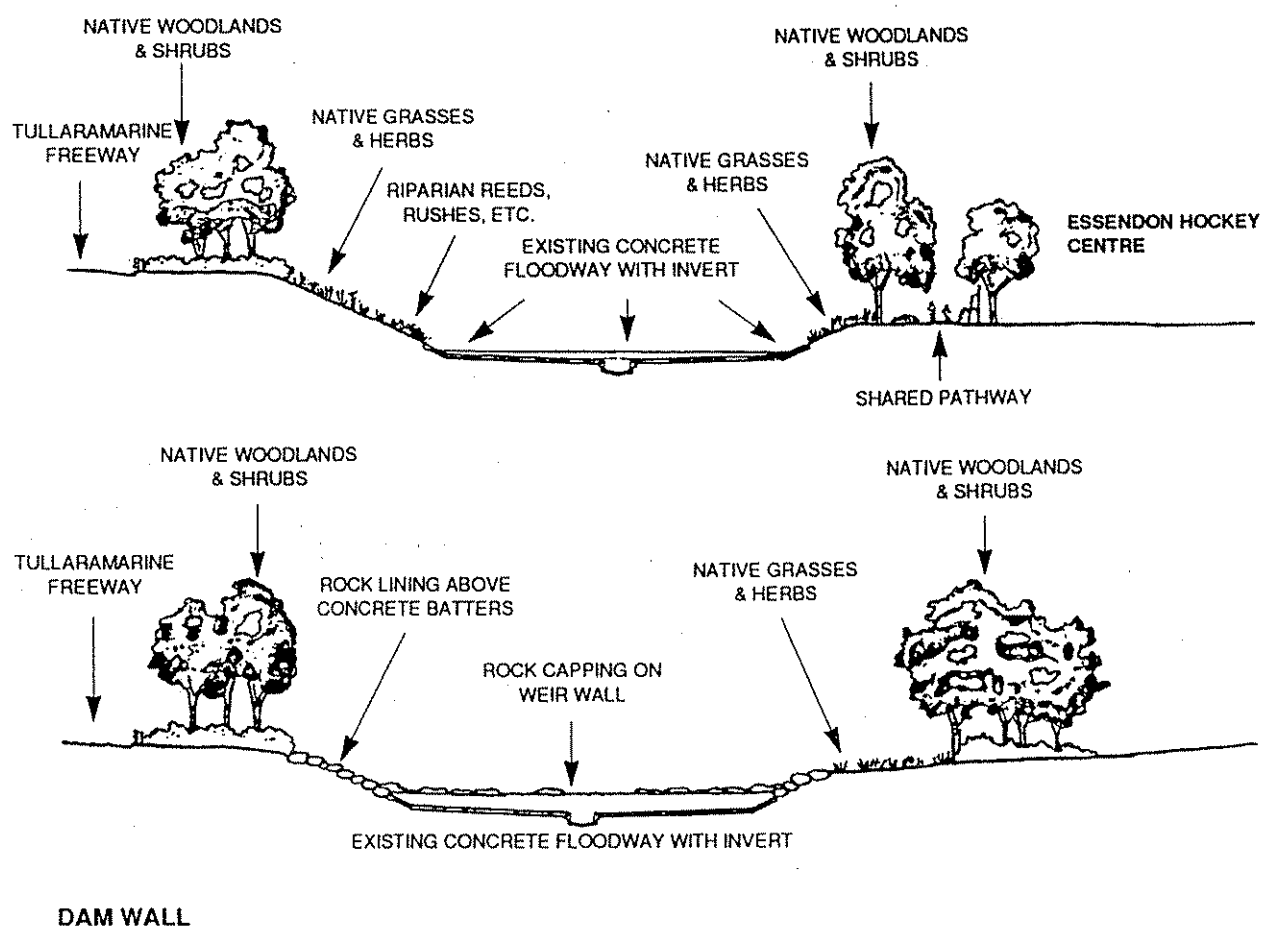 NATIVE WOODLANDS
& SHRUBS
NATIVE WOODLANDS
& SHRUBS
TULLARAMARINE
FREEWAY
NATIVE GRASSES
& HERBS
NATIVE GRASSES
& HERBS
RIPARIAN REEDS,
RUSHES, ETC.
EXISTING CONCRETE
FLOODWAY WITH INVERT
ESSENDON HOCKEY
CENTRE
SHARED PATHWAY
NATIVE WOODLANDS
& SHRUBS
NATIVE WOODLANDS
& SHRUBS
TULLARAMARINE
FREEWAY
ROCK LINING ABOVE
CONCRETE BATTERS
NATIVE GRASSES
& HERBS
ROCK CAPPING ON
WEIR WALL
EXISTING CONCRETE FLOODWAY WITH INVERT
DAM WALL